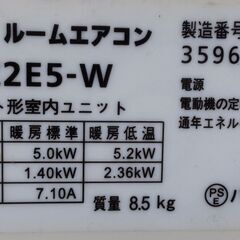 ルームエアコン
製造番号
2E5-W
3596
電源
ト形室内ユニット
電動機の定
暖房標準 暖房低温
通年エネル
5.0kW 5.2kW
1.40kW 2.36kW
7.10A
質量 8.5 kg
PS
E